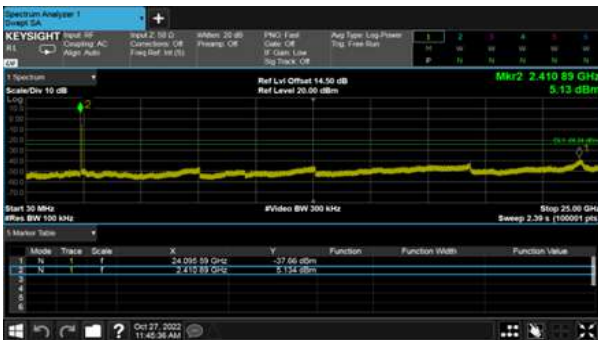 Spectrum Analyzer 1
Swept SA
+
KEYSIGHT
Input: RF
Coupling: AC
Align: Auto
Input Z: 50 Ω
Corrections: Off
Freq Ref: Int (S)
#Atten: 20 dB
Preamp: Off
PNO: Fast
Gate: Off
IF Gain: Low
Sig Track: Off
Avg Type: Log-Power
Trig: Free Run
1 2 3 4 5 6
M W W W W W
P N N N N N
1 Spectrum
Scale/Div 10 dB
Ref Lvl Offset 14.50 dB
Ref Level 20.00 dBm
Mkr2 2.410 89 GHz
5.13 dBm
Log
Start 30 MHz
#Res BW 100 kHz
#Video BW 300 kHz
Stop 25.00 GHz
Sweep 2.39 s (100001 pts)
5 Marker Table
Mode Trace Scale X Y Function Function Width Function Value
1 N 1 f 24.095 59 GHz -37.66 dBm
2 N 1 f 2.410 89 GHz 5.134 dBm
3
4
5
6
?
Oct 27, 2022
11:45:36 AM